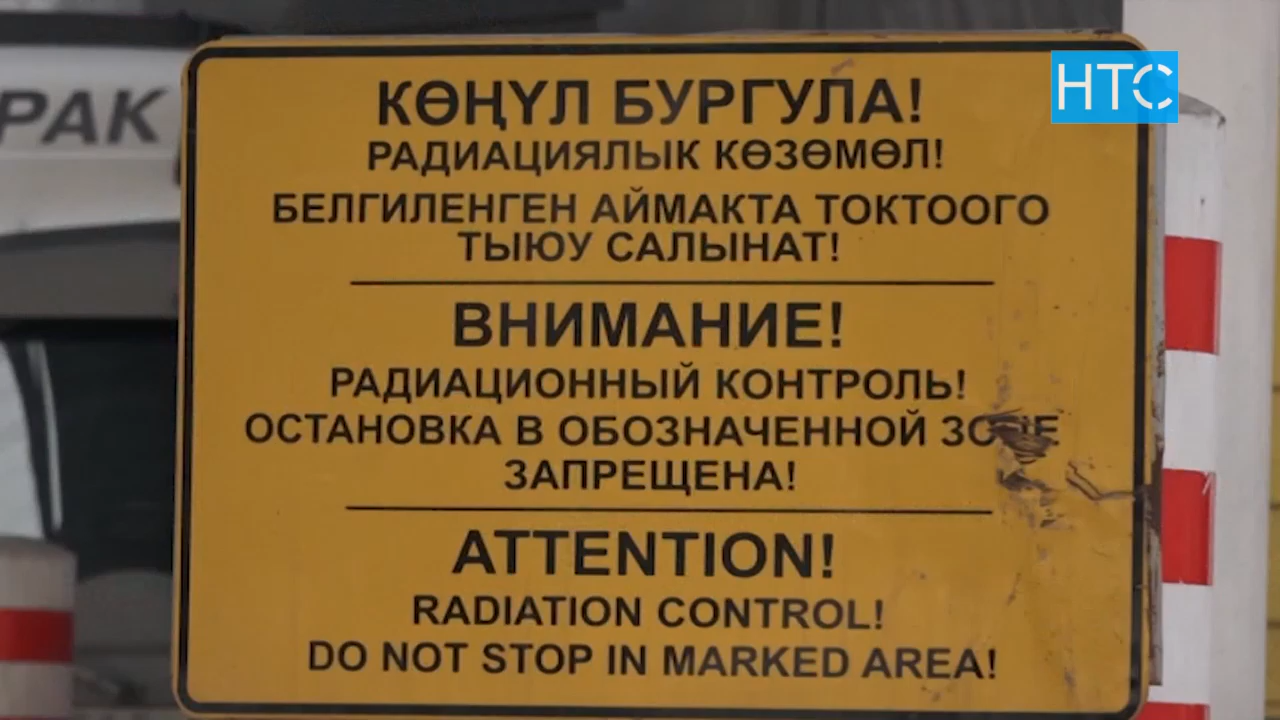 НТС
РАК
КӨҢҮЛ БУРГУЛА!
РАДИАЦИЯЛЫК КӨЗӨМӨЛ!
БЕЛГИЛЕНГЕН АЙМАКТА ТОКТООГО
ТЫЮУ САЛЫНАТ!
ВНИМАНИЕ!
РАДИАЦИОННЫЙ КОНТРОЛЬ!
ОСТАНОВКА В ОБОЗНАЧЕННОЙ ЗОНЕ
ЗАПРЕЩЕНА!
ATTENTION!
RADIATION CONTROL!
DO NOT STOP IN MARKED AREA!